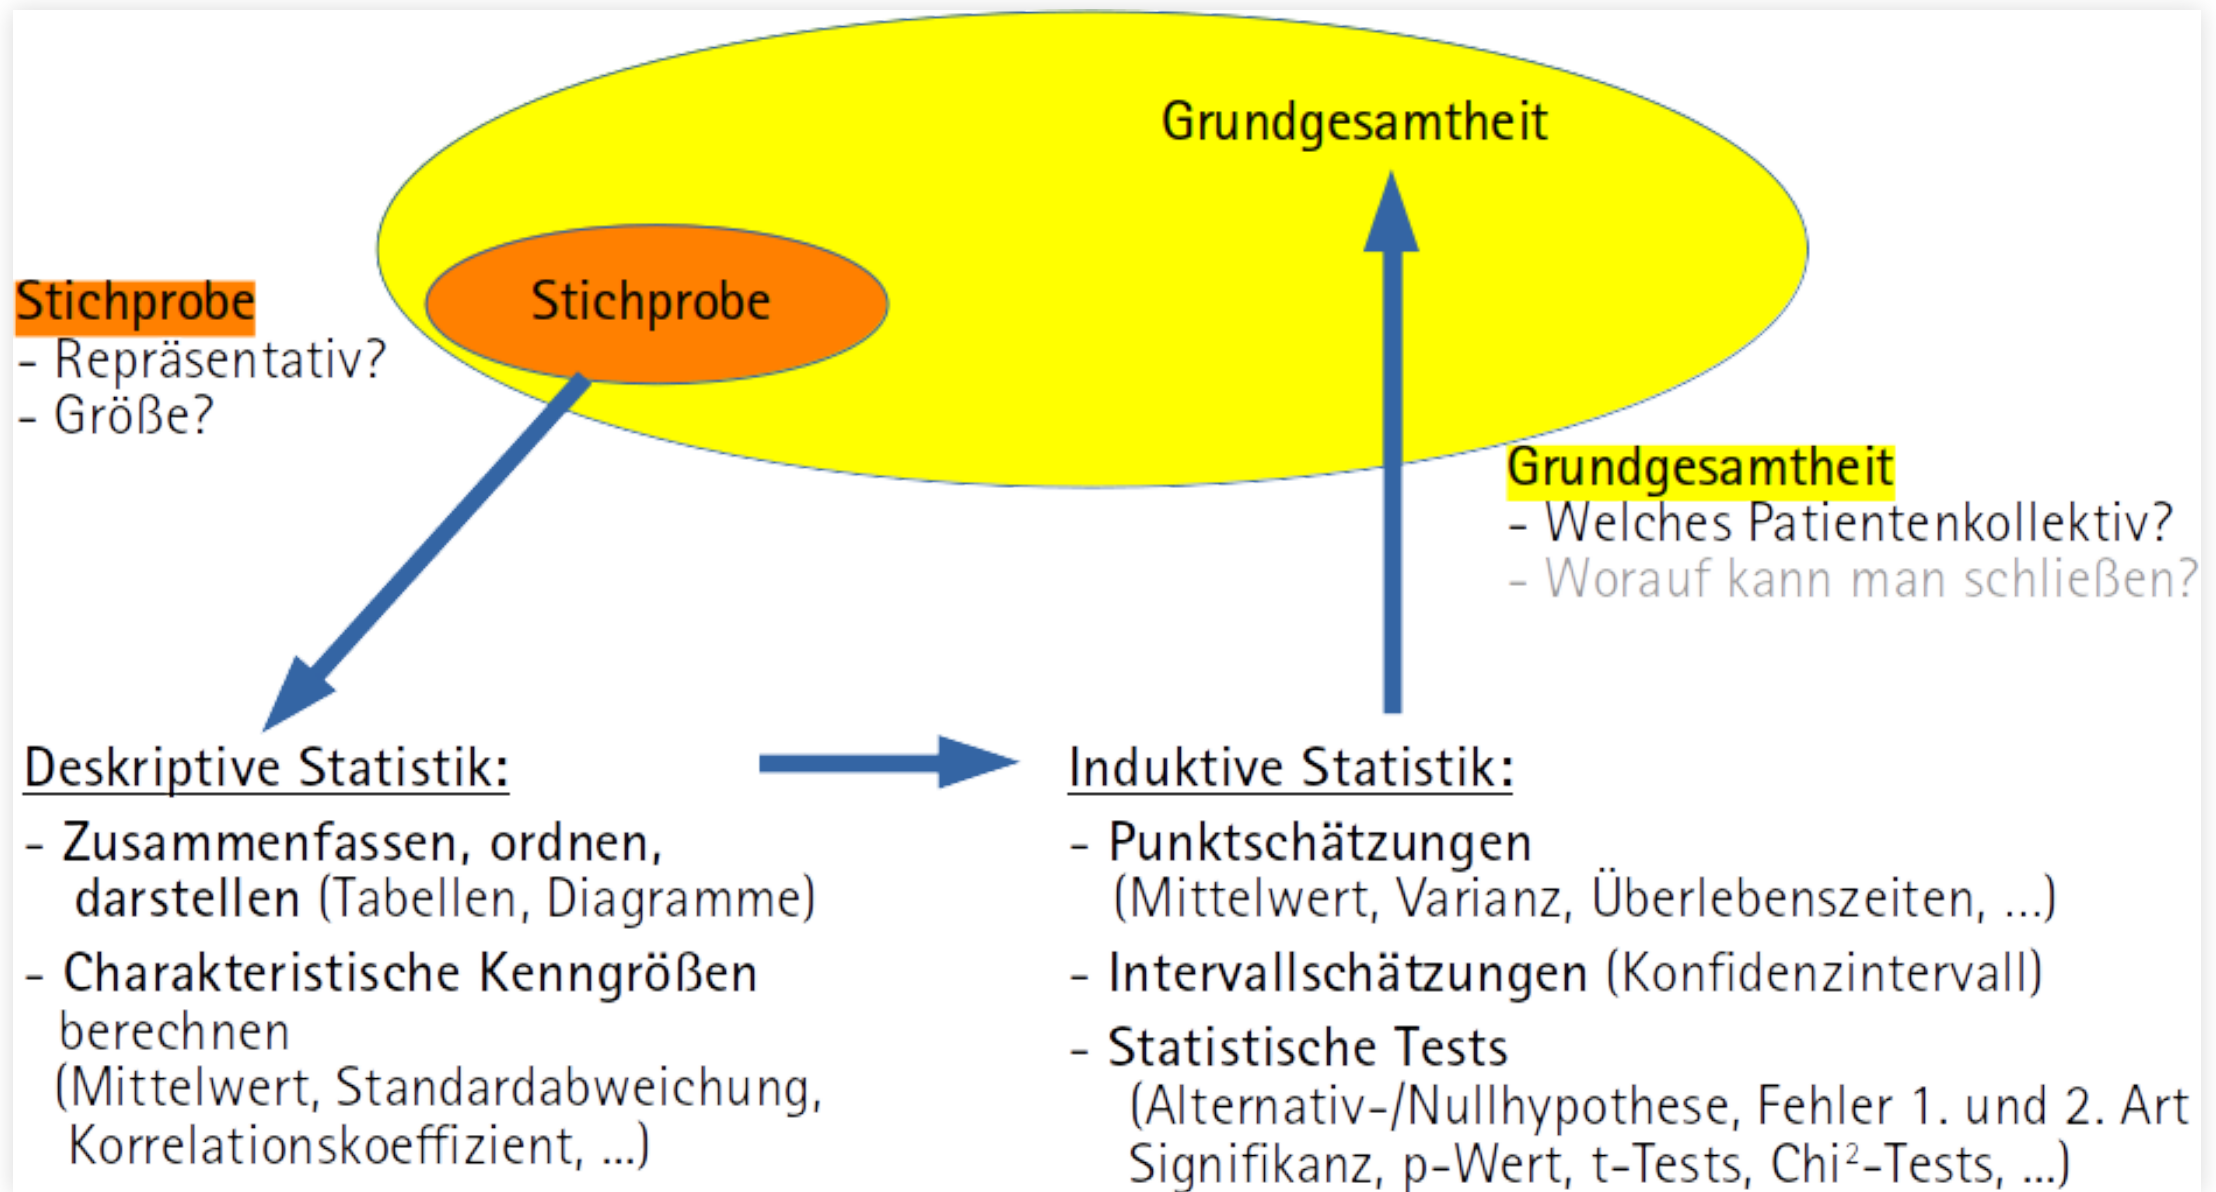 Grundgesamtheit
Stichprobe
Stichprobe
- Repräsentativ?
- Größe?
Grundgesamtheit
- Welches Patientenkollektiv?
- Worauf kann man schließen?
Deskriptive Statistik:
- Zusammenfassen, ordnen,
darstellen (Tabellen, Diagramme)
- Charakteristische Kenngrößen
berechnen
(Mittelwert, Standardabweichung,
Korrelationskoeffizient, ...)
Induktive Statistik:
- Punktschätzungen
(Mittelwert, Varianz, Überlebenszeiten, ...)
- Intervallschätzungen (Konfidenzintervall)
- Statistische Tests
(Alternativ-/Nullhypothese, Fehler 1. und 2. Art
Signifikanz, p-Wert, t-Tests, Chi²-Tests, ...)